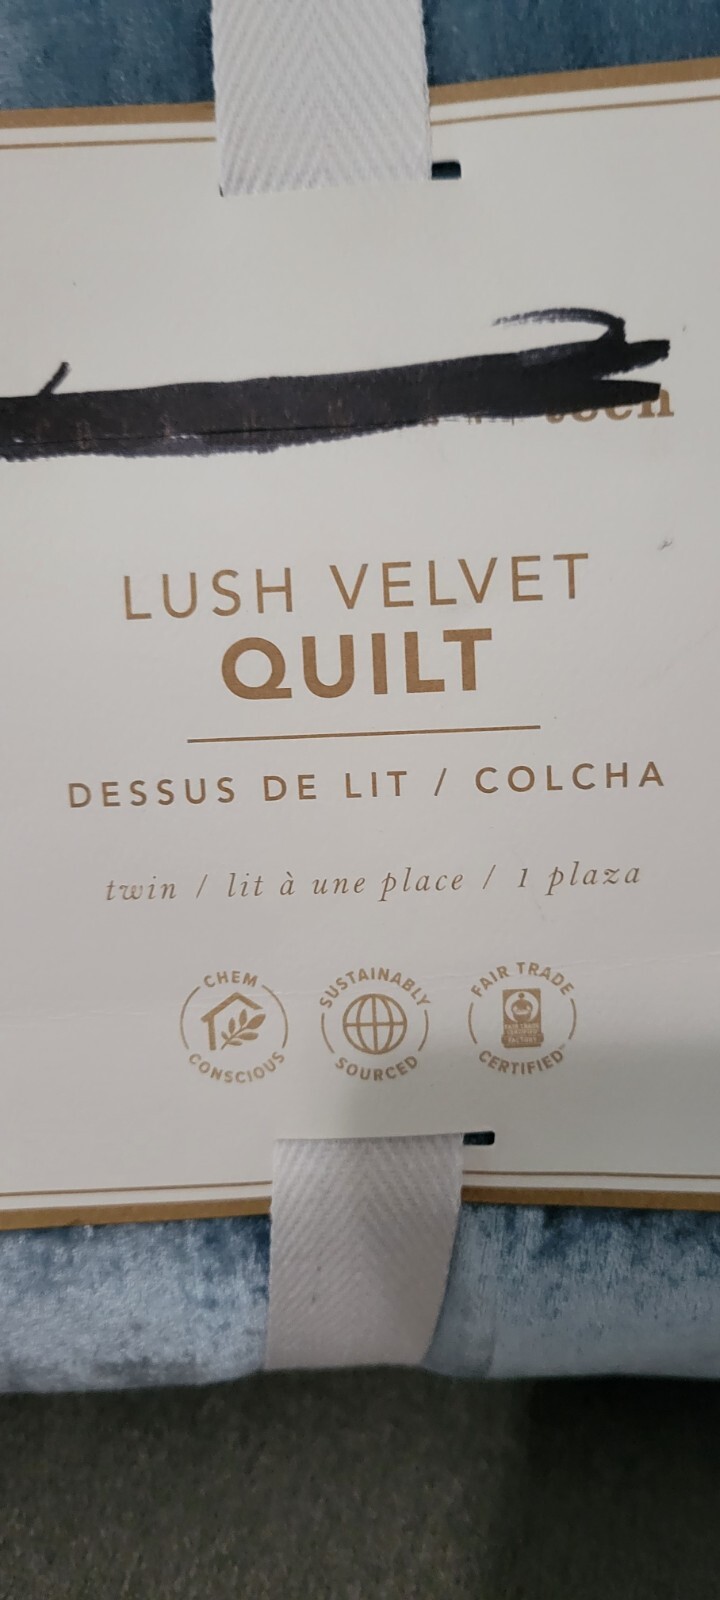 LUSH VELVET
QUILT
DESSUS DE LIT / COLCHA
twin / lit à une place / 1 plaza
CHEM
CONSCIOUS
SUSTAINABLY
SOURCED
FAIR TRADE
CERTIFIED